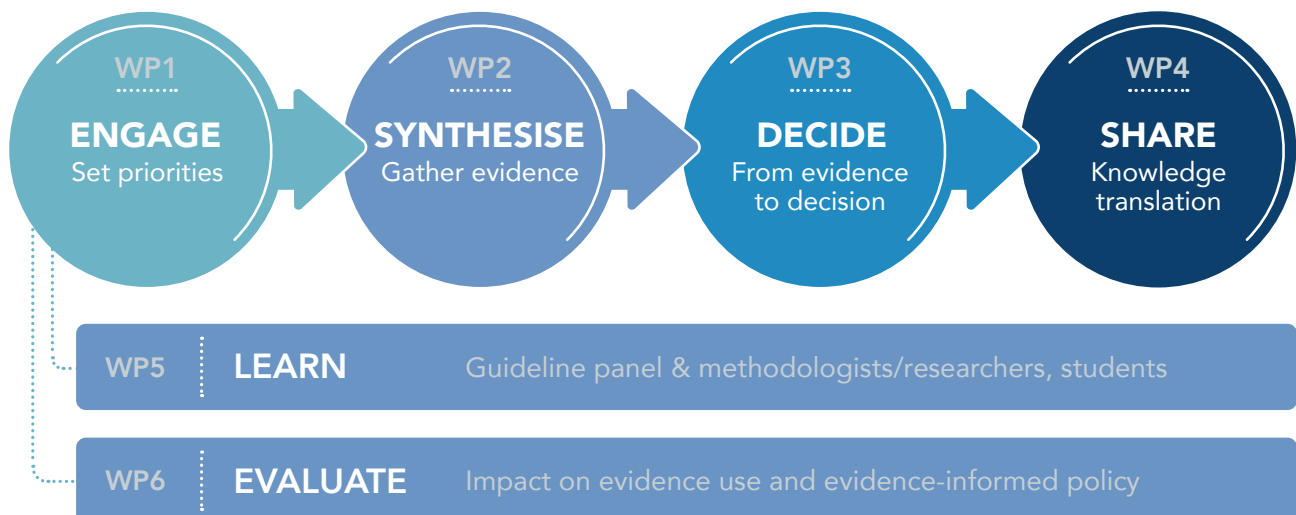 WP1
ENGAGE
Set priorities
WP2
SYNTHESISE
Gather evidence
WP3
DECIDE
From evidence
to decision
WP4
SHARE
Knowledge
translation
WP5 LEARN Guideline panel & methodologists/researchers, students
WP6 EVALUATE Impact on evidence use and evidence-informed policy